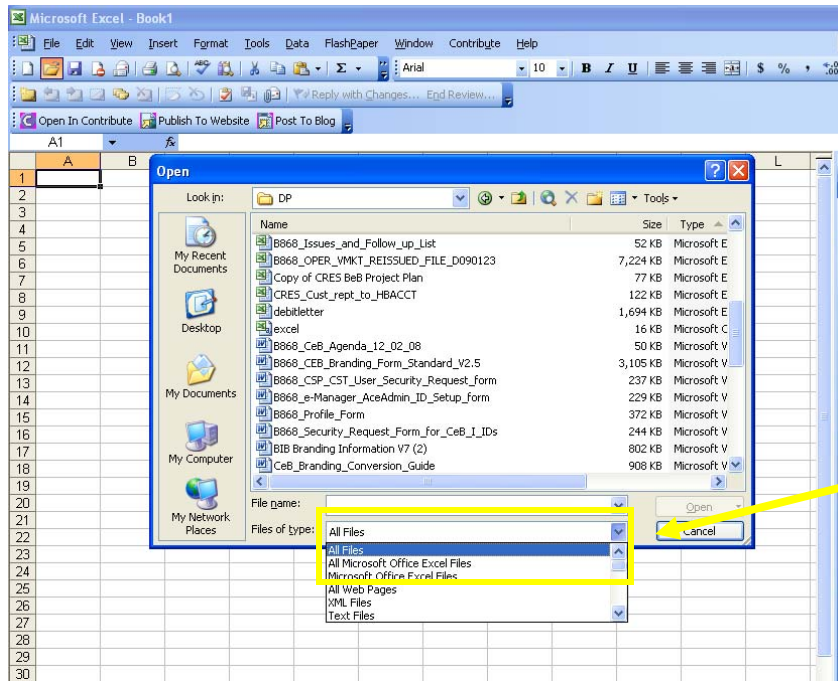 Microsoft Excel - Book1
File Edit View Insert Format Tools Data FlashPaper Window Contribute Help
Arial 10 B I U $ % , .00
Reply with Changes... End Review...
Open In Contribute Publish To Website Post To Blog
A1 fx
A B L
Open
Look in: DP Tools
Name Size Type
B868_Issues_and_Follow_up_List 52 KB Microsoft E
B868_OPER_VMKT_REISSUED_FILE_D090123 7,224 KB Microsoft E
Copy of CRES BeB Project Plan 77 KB Microsoft E
CRES_Cust_rept_to_HBACCT 122 KB Microsoft E
debitletter 1,694 KB Microsoft E
excel 16 KB Microsoft C
B868_CeB_Agenda_12_02_08 50 KB Microsoft W
B868_CEB_Branding_Form_Standard_V2.5 3,105 KB Microsoft W
B868_CSP_CST_User_Security_Request_form 237 KB Microsoft W
B868_e-Manager_AceAdmin_ID_Setup_form 229 KB Microsoft W
B868_Profile_Form 372 KB Microsoft W
B868_Security_Request_Form_for_CeB_I_IDs 244 KB Microsoft W
BIB Branding Information V7 (2) 802 KB Microsoft W
CeB_Branding_Conversion_Guide 908 KB Microsoft W
My Recent
Documents
Desktop
My Documents
My Computer
My Network
Places
File name: Open
Files of type: All Files Cancel
All Files
All Microsoft Office Excel Files
Microsoft Office Excel Files
All Web Pages
XML Files
Text Files
1
2
3
4
5
6
7
8
9
10
11
12
13
14
15
16
17
18
19
20
21
22
23
24
25
26
27
28
29
30